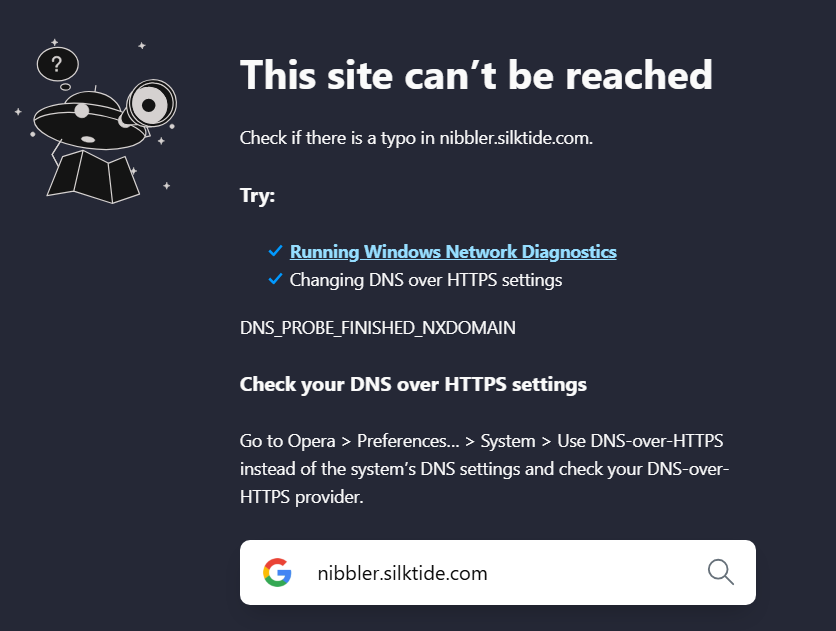 ?
This site can’t be reached
Check if there is a typo in nibbler.silktide.com.
Try:
Running Windows Network Diagnostics
Changing DNS over HTTPS settings
DNS_PROBE_FINISHED_NXDOMAIN
Check your DNS over HTTPS settings
Go to Opera > Preferences… > System > Use DNS-over-HTTPS
instead of the system’s DNS settings and check your DNS-over-
HTTPS provider.
nibbler.silktide.com